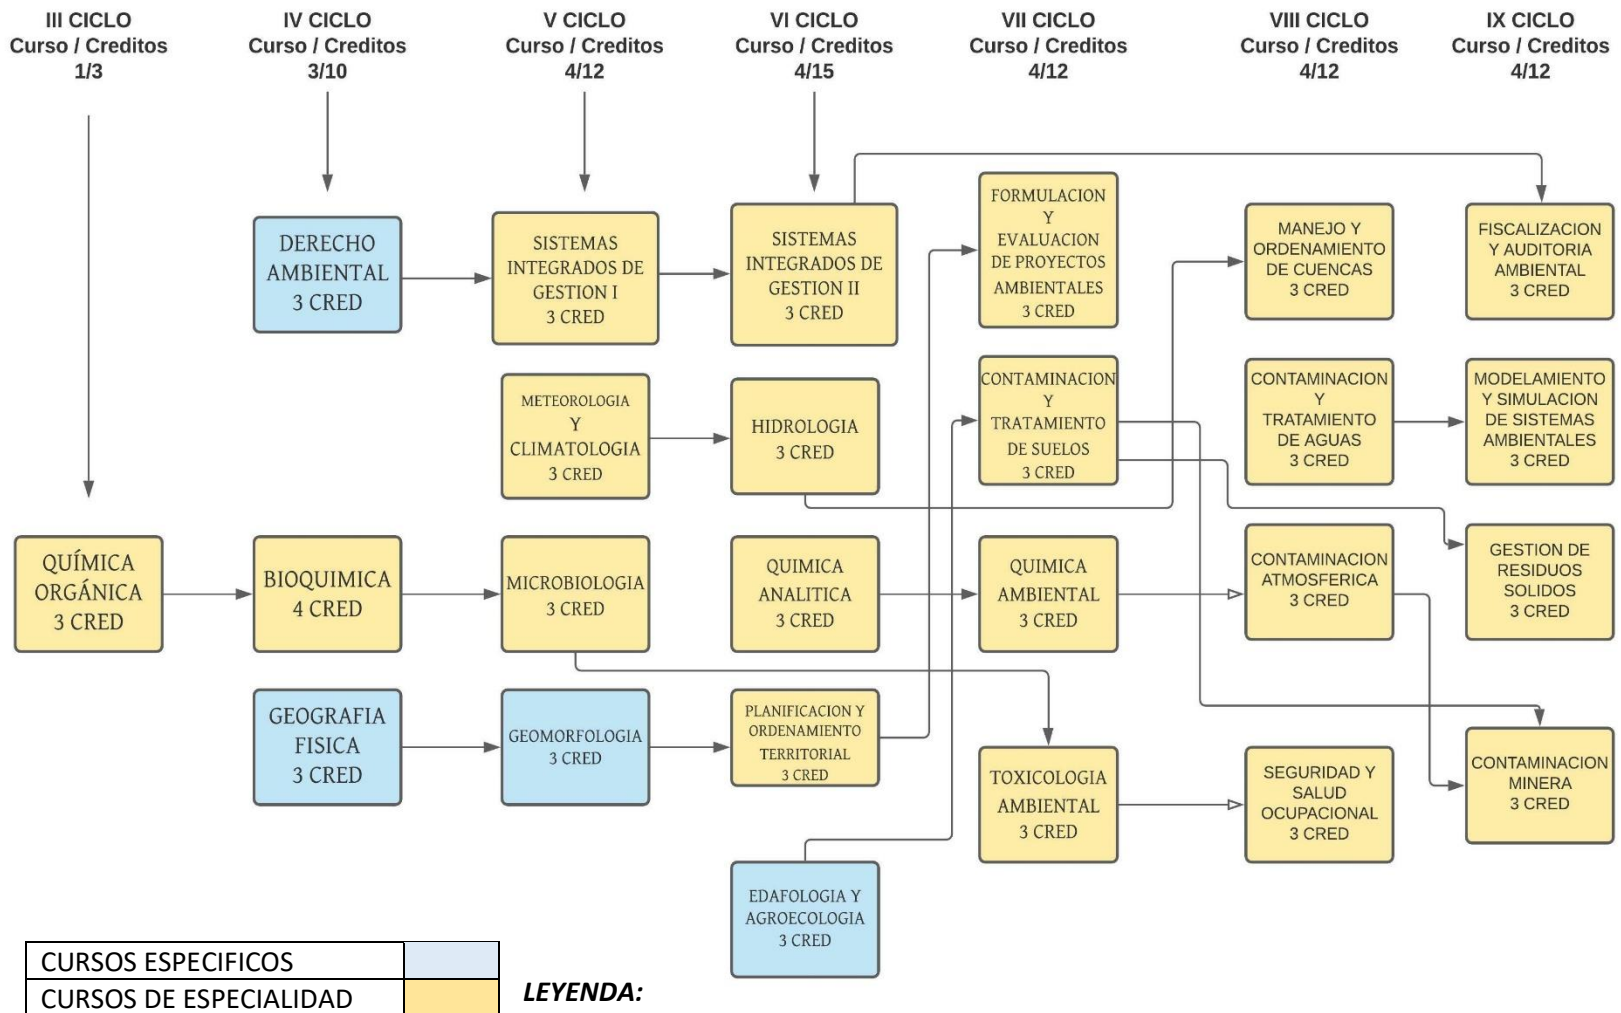 III CICLO
Curso / Creditos
1/3
IV CICLO
Curso / Creditos
3/10
V CICLO
Curso / Creditos
4/12
VI CICLO
Curso / Creditos
4/15
VII CICLO
Curso / Creditos
4/12
VIII CICLO
Curso / Creditos
4/12
IX CICLO
Curso / Creditos
4/12
DERECHO
AMBIENTAL
3 CRED
SISTEMAS
INTEGRADOS DE
GESTION I
3 CRED
SISTEMAS
INTEGRADOS DE
GESTION II
3 CRED
FORMULACION
Y
EVALUACION
DE PROYECTOS
AMBIENTALES
3 CRED
MANEJO Y
ORDENAMIENTO
DE CUENCAS
3 CRED
FISCALIZACION
Y AUDITORIA
AMBIENTAL
3 CRED
METEOROLOGIA
Y
CLIMATOLOGIA
3 CRED
HIDROLOGIA
3 CRED
CONTAMINACION
Y
TRATAMIENTO
DE SUELOS
3 CRED
CONTAMINACION
Y
TRATAMIENTO
DE AGUAS
3 CRED
MODELAMIENTO
Y SIMULACION
DE SISTEMAS
AMBIENTALES
3 CRED
QUÍMICA
ORGÁNICA
3 CRED
BIOQUIMICA
4 CRED
MICROBIOLOGIA
3 CRED
QUIMICA
ANALITICA
3 CRED
QUIMICA
AMBIENTAL
3 CRED
CONTAMINACION
ATMOSFERICA
3 CRED
GESTION DE
RESIDUOS
SOLIDOS
3 CRED
GEOGRAFIA
FISICA
3 CRED
GEOMORFOLOGIA
3 CRED
PLANIFICACION Y
ORDENAMIENTO
TERRITORIAL
3 CRED
TOXICOLOGIA
AMBIENTAL
3 CRED
SEGURIDAD Y
SALUD
OCUPACIONAL
3 CRED
CONTAMINACION
MINERA
3 CRED
EDAFOLOGIA Y
AGROECOLOGIA
3 CRED
CURSOS ESPECIFICOS
CURSOS DE ESPECIALIDAD
LEYENDA: